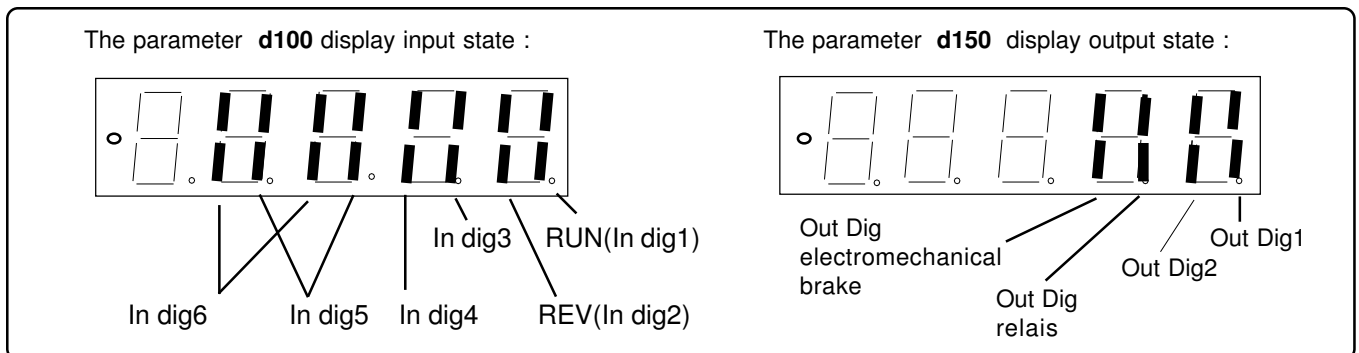 The parameter d100 display input state :
In dig3
RUN(In dig1)
In dig6
In dig5
In dig4
REV(In dig2)
The parameter d150 display output state :
Out Dig
electromechanical
brake
Out Dig
relais
Out Dig2
Out Dig1